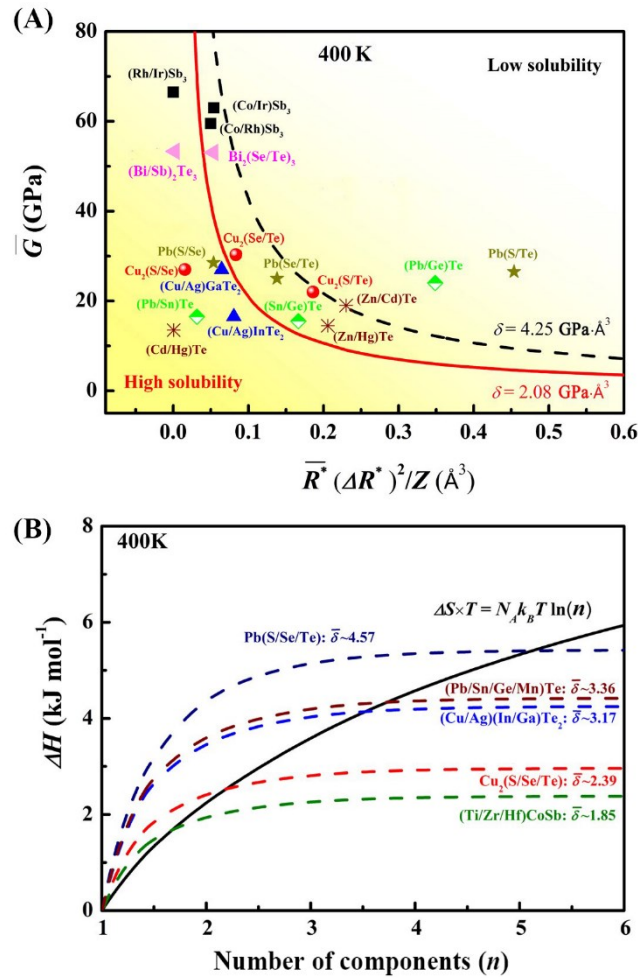 (A)
400 K
Low solubility
(Rh/Ir)Sb₃
(Co/Ir)Sb₃
(Co/Rh)Sb₃
(Bi/Sb)₂Te₃
Bi₂(Se/Te)₃
Pb(S/Se)
Cu₂(Se/Te)
Cu₂(S/Se)
Pb(Se/Te)
Cu₂(S/Te)
(Pb/Ge)Te
Pb(S/Te)
(Cu/Ag)GaTe₂
(Pb/Sn)Te
(Sn/Ge)Te
(Zn/Cd)Te
(Cd/Hg)Te
(Cu/Ag)InTe₂
(Zn/Hg)Te
δ = 4.25 GPa·Å³
High solubility
δ = 2.08 GPa·Å³
80
60
40
20
0
G̅ (GPa)
0.0 0.1 0.2 0.3 0.4 0.5 0.6
R̅* (ΔR*)²/Z (Å³)
(B)
400K
ΔS×T = N_A k_B T ln(n)
Pb(S/Se/Te): δ̅~4.57
(Pb/Sn/Ge/Mn)Te: δ̅~3.36
(Cu/Ag)(In/Ga)Te₂: δ̅~3.17
Cu₂(S/Se/Te): δ̅~2.39
(Ti/Zr/Hf)CoSb: δ̅~1.85
8
6
4
2
0
ΔH (kJ mol⁻¹)
1 2 3 4 5 6
Number of components (n)